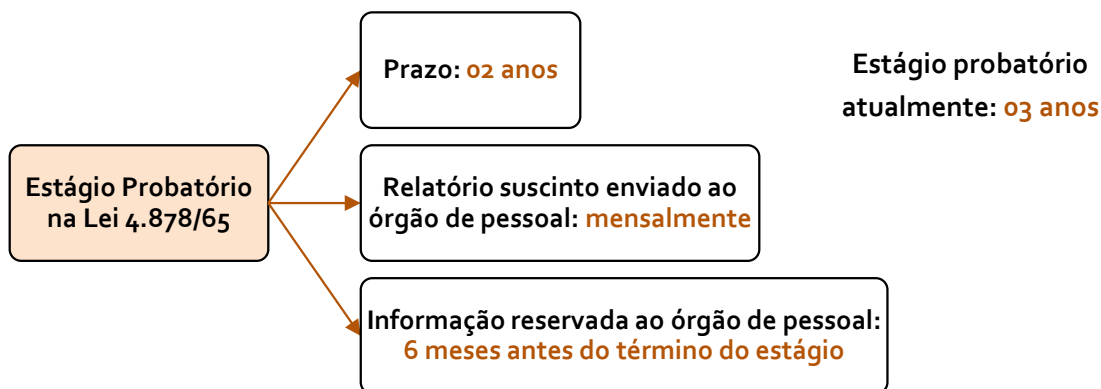 Estágio Probatório
na Lei 4.878/65
Prazo: 02 anos
Relatório suscinto enviado ao
órgão de pessoal: mensalmente
Informação reservada ao órgão de pessoal:
6 meses antes do término do estágio
Estágio probatório
atualmente: 03 anos